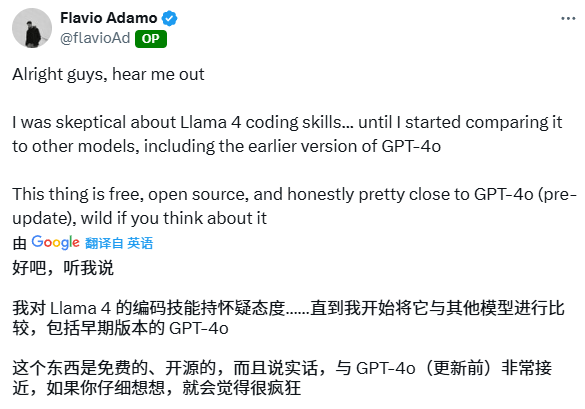 Flavio Adamo
@flavioAd OP
Alright guys, hear me out
I was skeptical about Llama 4 coding skills... until I started comparing it
to other models, including the earlier version of GPT-4o
This thing is free, open source, and honestly pretty close to GPT-4o (pre-
update), wild if you think about it
由 Google 翻译自 英语
好吧，听我说
我对 Llama 4 的编码技能持怀疑态度......直到我开始将它与其他模型进行比
较，包括早期版本的 GPT-4o
这个东西是免费的、开源的，而且说实话，与 GPT-4o（更新前）非常接
近，如果你仔细想想，就会觉得很疯狂